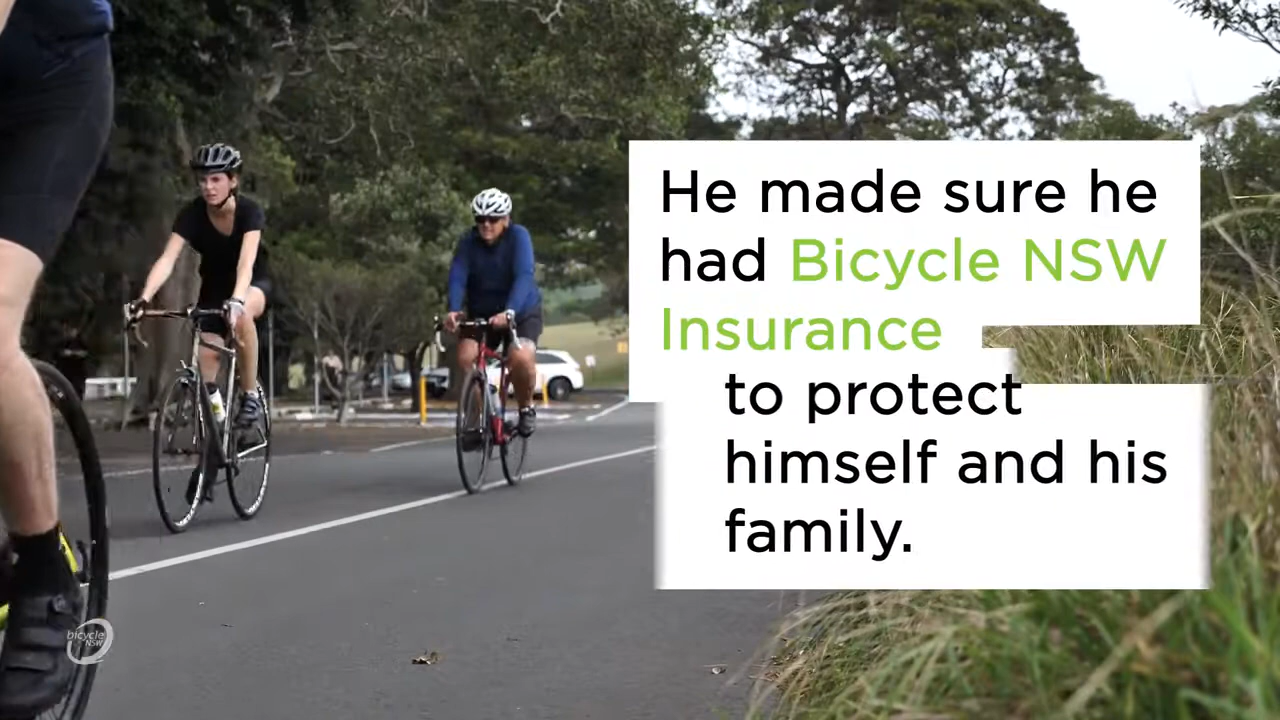 He made sure he
had Bicycle NSW
Insurance
to protect
himself and his
family.
bicycle
NSW